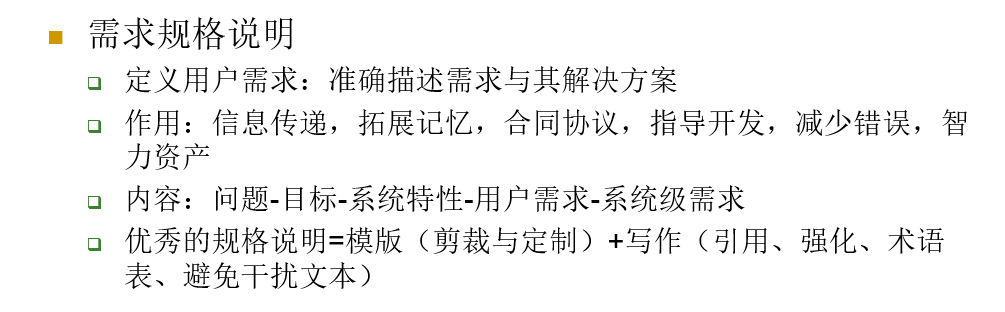 需求规格说明
定义用户需求：准确描述需求与其解决方案
作用：信息传递，拓展记忆，合同协议，指导开发，减少错误，智
力资产
内容：问题-目标-系统特性-用户需求-系统级需求
优秀的规格说明=模版（剪裁与定制）+写作（引用、强化、术语
表、避免干扰文本）